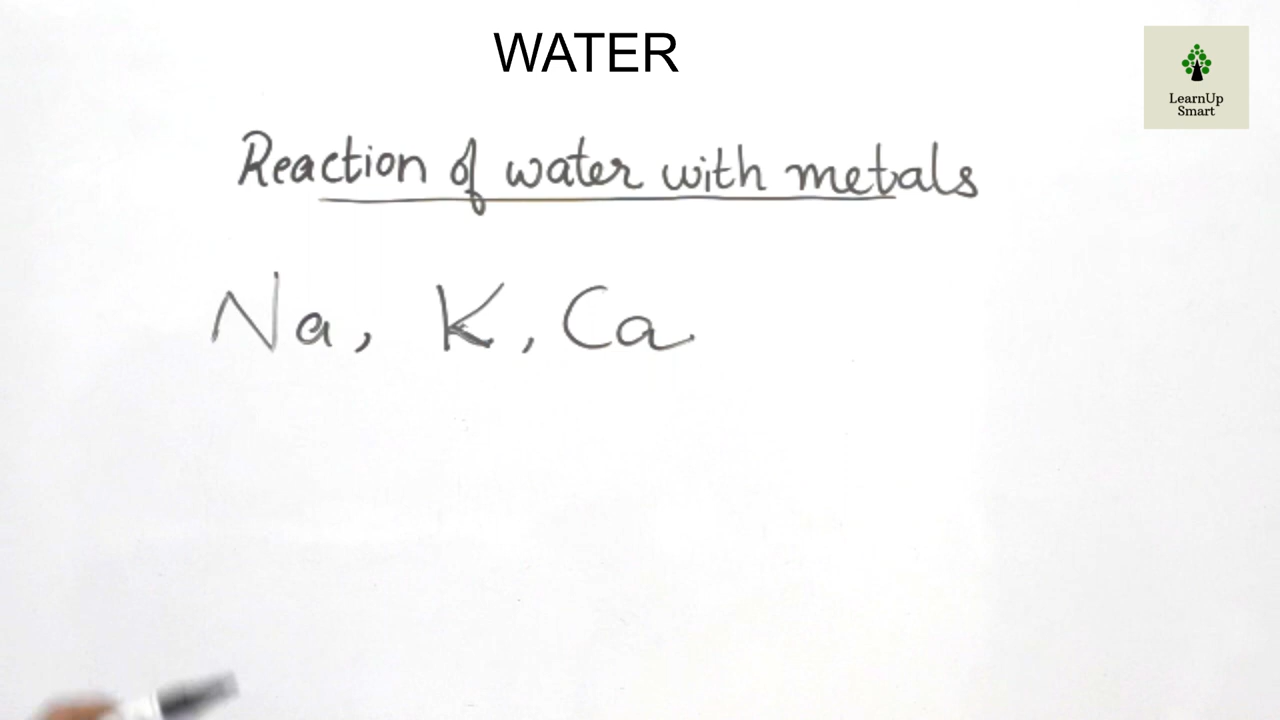 WATER
LearnUp
Smart
Reaction of water with metals
Na, K, Ca